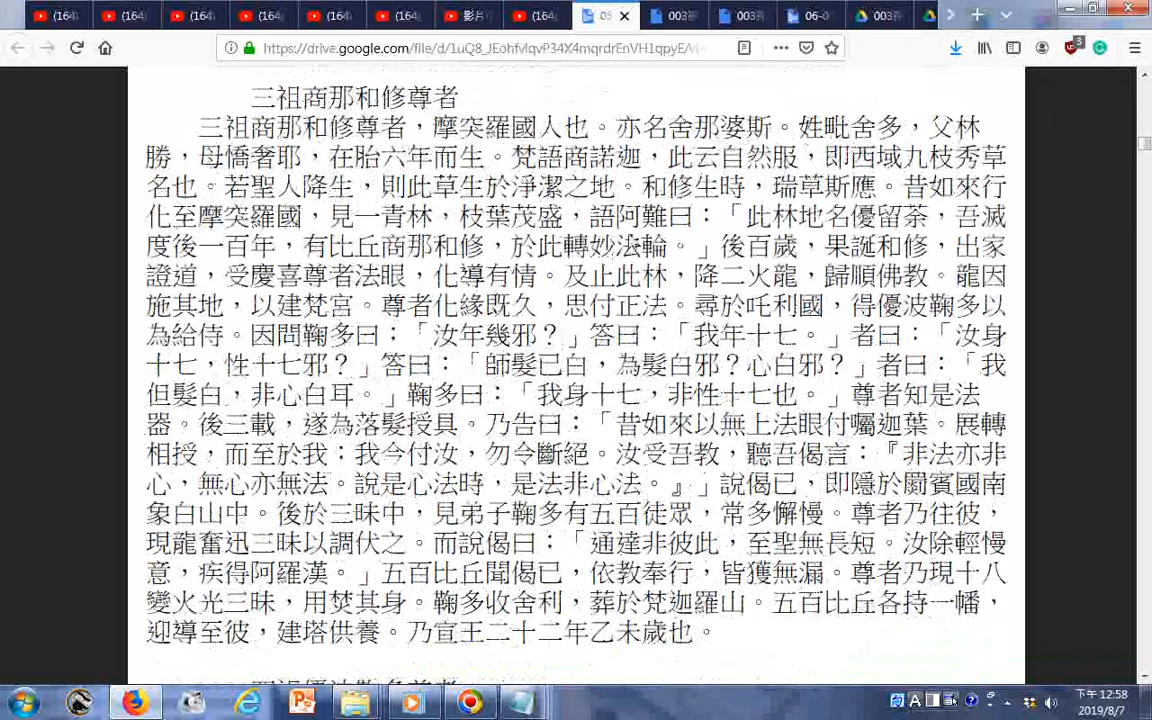 (164
(164
(164
(164
(164
(164
影片
(164
05
003
003
06-0
003
https://drive.google.com/file/d/1uQ8_JEohfvlqvP34X4mqrdrEnVH1qpyEA
3
三祖商那和修尊者
三祖商那和修尊者，摩突羅國人也。亦名舍那婆斯。姓毗舍多，父林
勝，母憍奢耶，在胎六年而生。梵語商諾迦，此云自然服，即西域九枝秀草
名也。若聖人降生，則此草生於淨潔之地。和修生時，瑞草斯應。昔如來行
化至摩突羅國，見一青林，枝葉茂盛，語阿難曰：「此林地名優留荼，吾滅
度後一百年，有比丘商那和修，於此轉妙法輪。」後百歲，果誕和修，出家
證道，受慶喜尊者法眼，化導有情。及止此林，降二火龍，歸順佛教。龍因
施其地，以建梵宮。尊者化緣既久，思付正法。尋於吒利國，得優波鞠多以
為給侍。因問鞠多曰：「汝年幾邪？」答曰：「我年十七。」者曰：「汝身
十七，性十七邪？」答曰：「師髮已白，為髮白邪？心白邪？」者曰：「我
但髮白，非心白耳。」鞠多曰：「我身十七，非性十七也。」尊者知是法
器。後三載，遂為落髮授具。乃告曰：「昔如來以無上法眼付囑迦葉。展轉
相授，而至於我：我今付汝，勿令斷絕。汝受吾教，聽吾偈言：『非法亦非
心，無心亦無法。說是心法時，是法非心法。』」說偈已，即隱於罽賓國南
象白山中。後於三昧中，見弟子鞠多有五百徒眾，常多懈慢。尊者乃往彼，
現龍奮迅三昧以調伏之。而說偈曰：「通達非彼此，至聖無長短。汝除輕慢
意，疾得阿羅漢。」五百比丘聞偈已，依教奉行，皆獲無漏。尊者乃現十八
變火光三昧，用焚其身。鞠多收舍利，葬於梵迦羅山。五百比丘各持一幡，
迎導至彼，建塔供養。乃宣王二十二年乙未歲也。
下午 12:58
2019/8/7